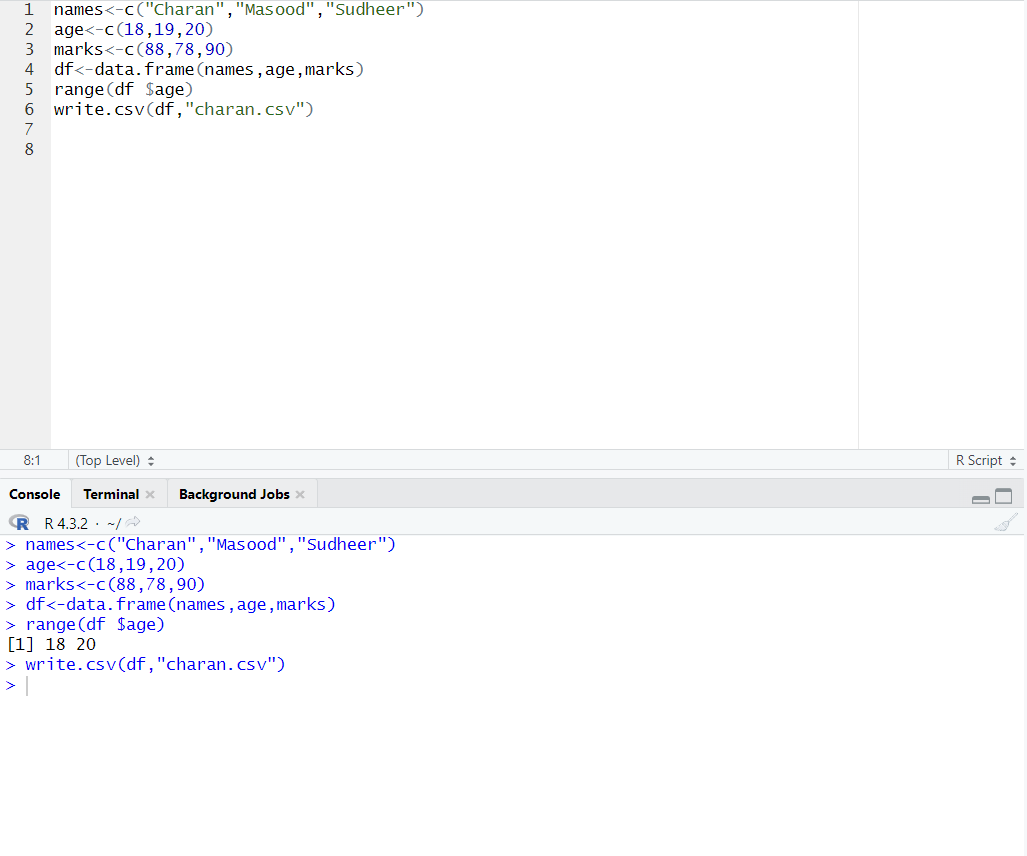 1 names<-c("Charan","Masood","Sudheer")
2 age<-c(18,19,20)
3 marks<-c(88,78,90)
4 df<-data.frame(names,age,marks)
5 range(df $age)
6 write.csv(df,"charan.csv")
7
8
8:1 (Top Level) R Script
Console Terminal Background Jobs
R R 4.3.2 · ~/
> names<-c("Charan","Masood","Sudheer")
> age<-c(18,19,20)
> marks<-c(88,78,90)
> df<-data.frame(names,age,marks)
> range(df $age)
[1] 18 20
> write.csv(df,"charan.csv")
>